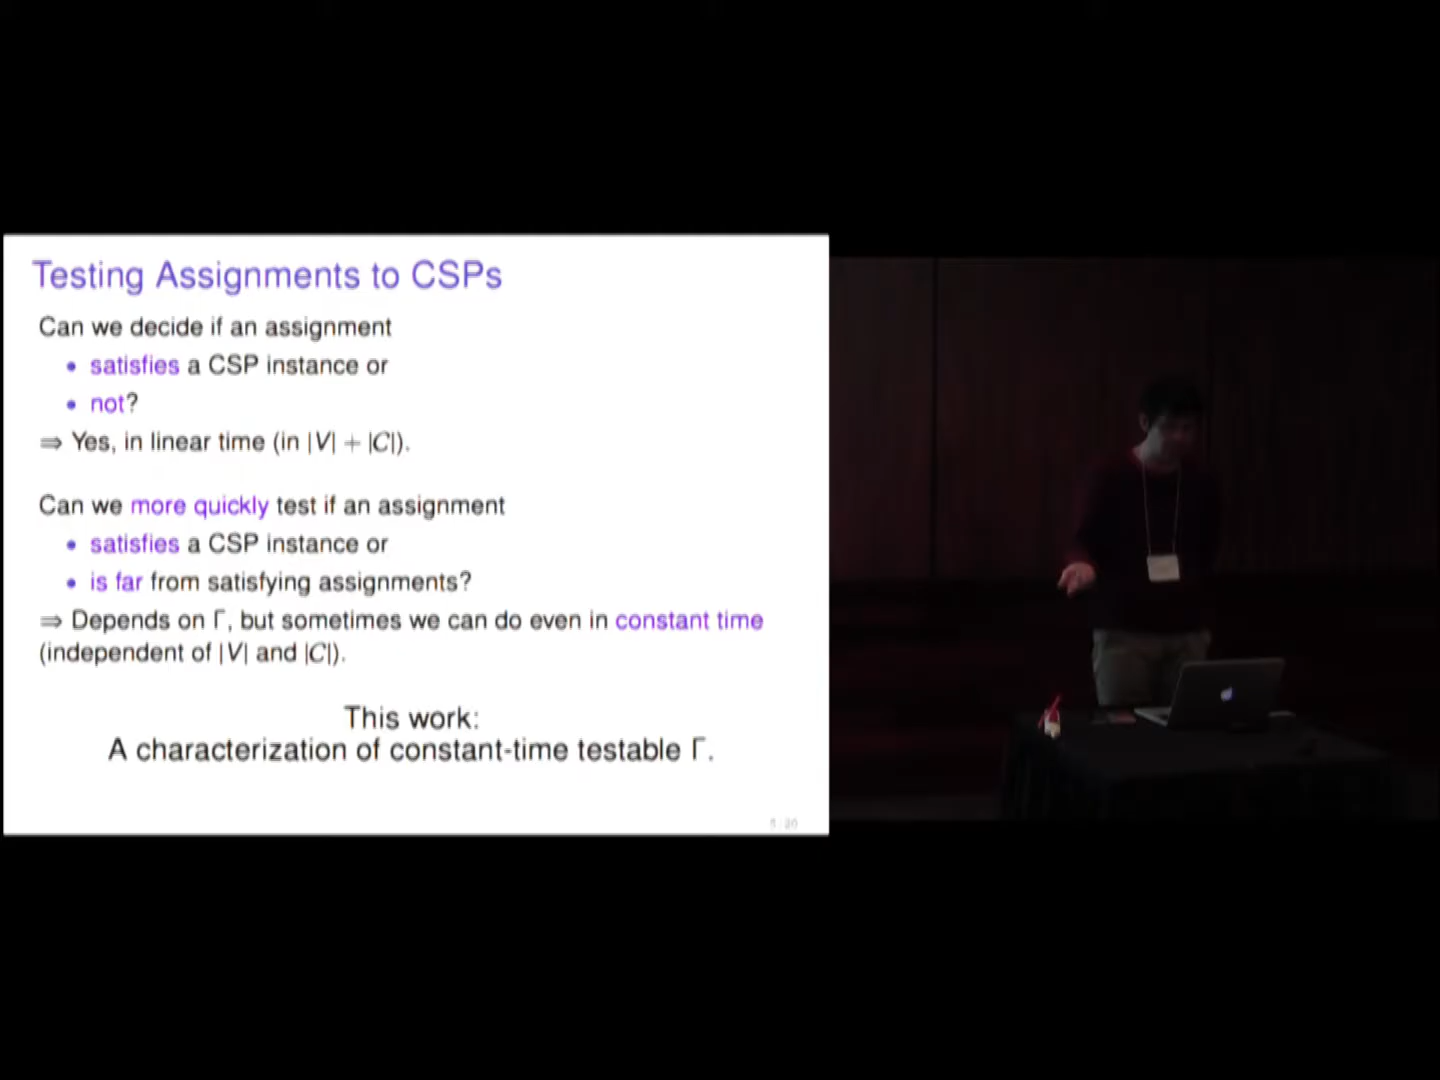 Testing Assignments to CSPs
Can we decide if an assignment
• satisfies a CSP instance or
• not?
⇒ Yes, in linear time (in |V| + |C|).
Can we more quickly test if an assignment
• satisfies a CSP instance or
• is far from satisfying assignments?
⇒ Depends on Γ, but sometimes we can do even in constant time
(independent of |V| and |C|).
This work:
A characterization of constant-time testable Γ.